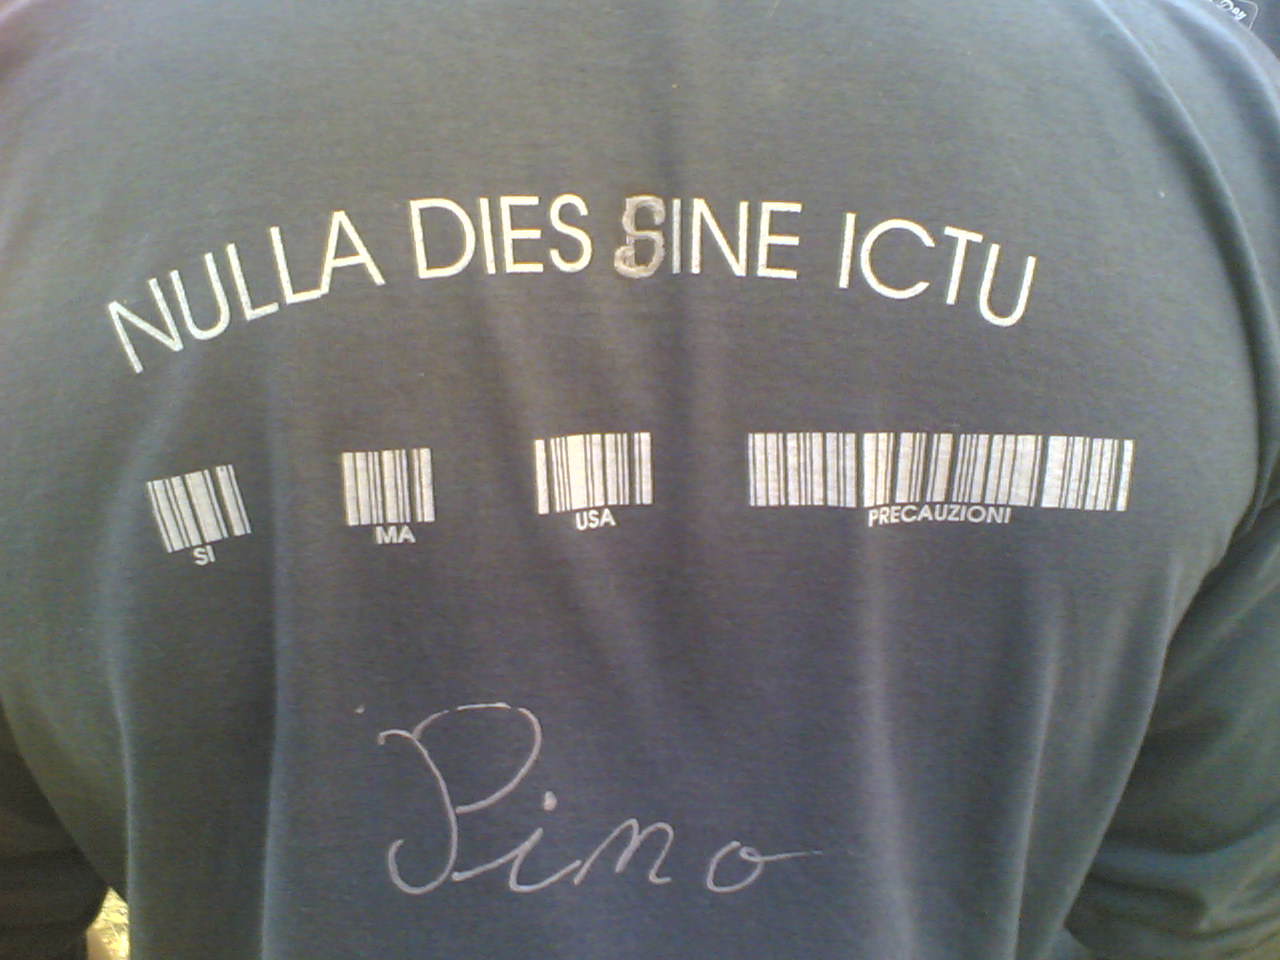 NULLA DIES SINE ICTU
SI MA USA PRECAUZIONI
Pino